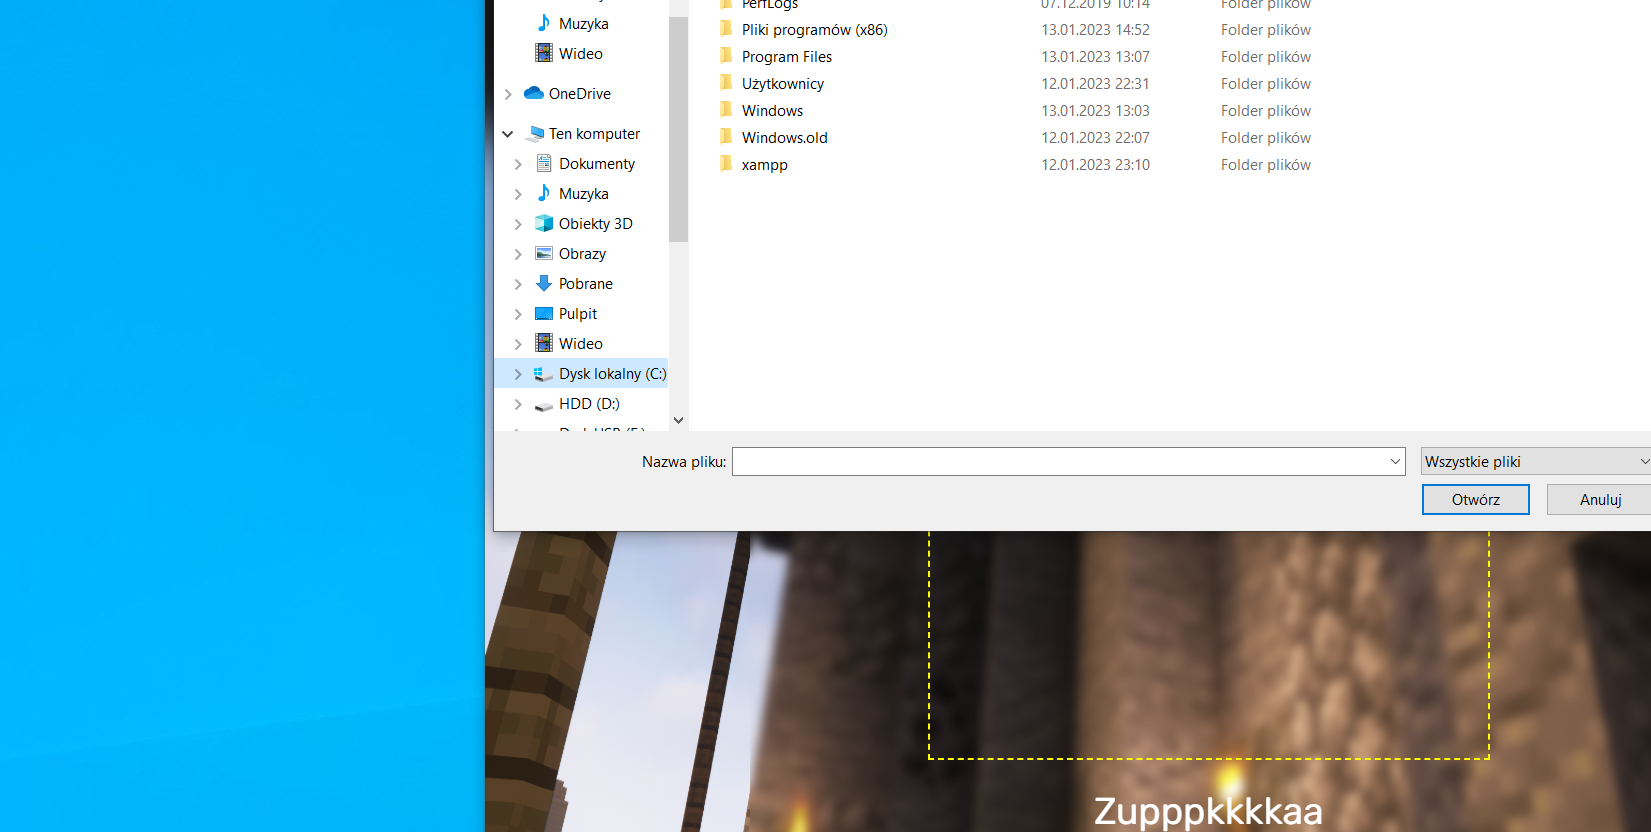 Muzyka
Wideo
OneDrive
Ten komputer
Dokumenty
Muzyka
Obiekty 3D
Obrazy
Pobrane
Pulpit
Wideo
Dysk lokalny (C:)
HDD (D:)
PerfLogs 07.12.2019 10:14 Folder plików
Pliki programów (x86) 13.01.2023 14:52 Folder plików
Program Files 13.01.2023 13:07 Folder plików
Użytkownicy 12.01.2023 22:31 Folder plików
Windows 13.01.2023 13:03 Folder plików
Windows.old 12.01.2023 22:07 Folder plików
xampp 12.01.2023 23:10 Folder plików
Nazwa pliku: Wszystkie pliki
Otwórz Anuluj
Zupppkkkkaa